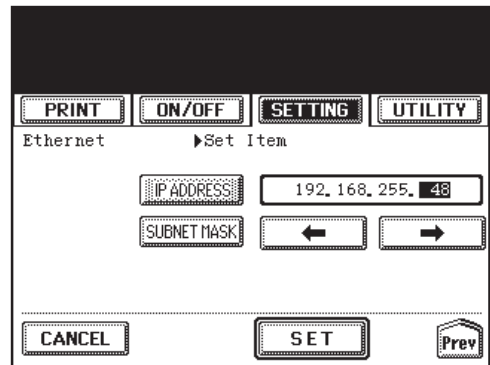 PRINT ON/OFF SETTING UTILITY
Ethernet ▶Set Item
IP ADDRESS 192.168.255. 48
SUBNET MASK ← →
CANCEL SET Prev